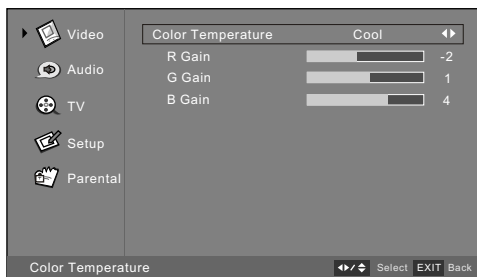 Video
Audio
TV
Setup
Parental
Color Temperature Cool
R Gain -2
G Gain 1
B Gain 4
Color Temperature Select EXIT Back